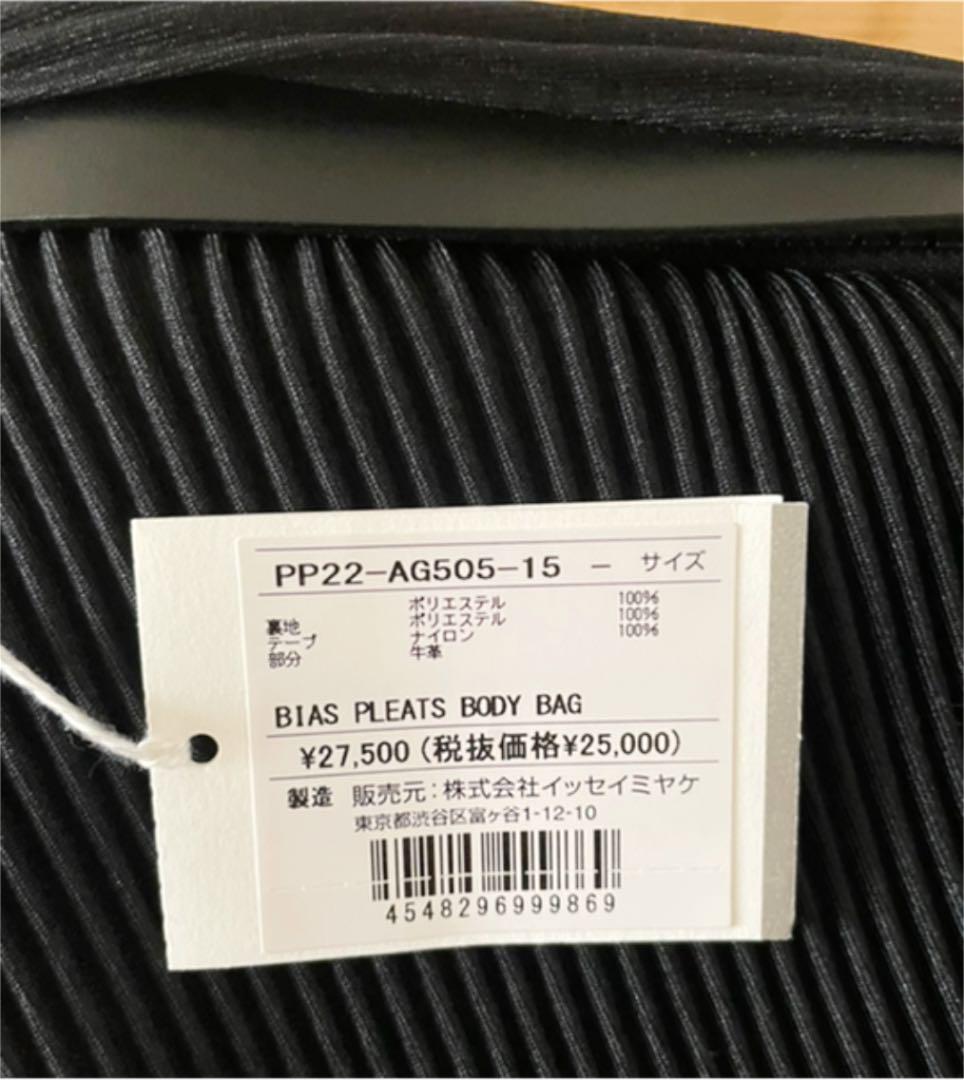 PP22-AG505-15 - サイズ
ポリエステル 100%
裏地 ポリエステル 100%
テープ ナイロン 100%
部分 牛革
BIAS PLEATS BODY BAG
¥27,500(税抜価格¥25,000)
製造 販売元:株式会社イッセイミヤケ
東京都渋谷区富ヶ谷1-12-10
4548296999869